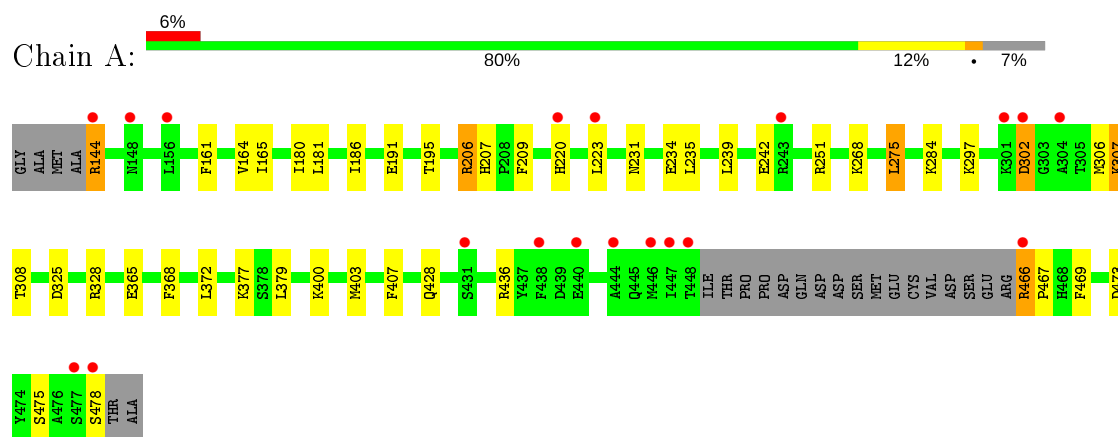 6%
Chain A:
80% 12% • 7%
GLY ALA MET ALA R144 N148 L156 F161 V164 I165 I180 L181 I186 E191 T195 R206 H207 P208 F209 H220 L223 N231 E234 L235 L239 E242 R243 R251 K268 L275 K284 K297 K301 D302 G303 A304 T305 M306 K307
T308 D325 R328 E365 F368 L372 K377 S378 L379 K400 M403 F407 Q428 S431 R436 Y437 F438 D439 E440 A444 Q445 M446 I447 T448 ILE THR PRO PRO ASP GLN ASP ASP SER MET GLU CYS VAL ASP SER GLU ARG R466 P467 H468 F469 D473
Y474 S475 A476 S477 S478 THR ALA